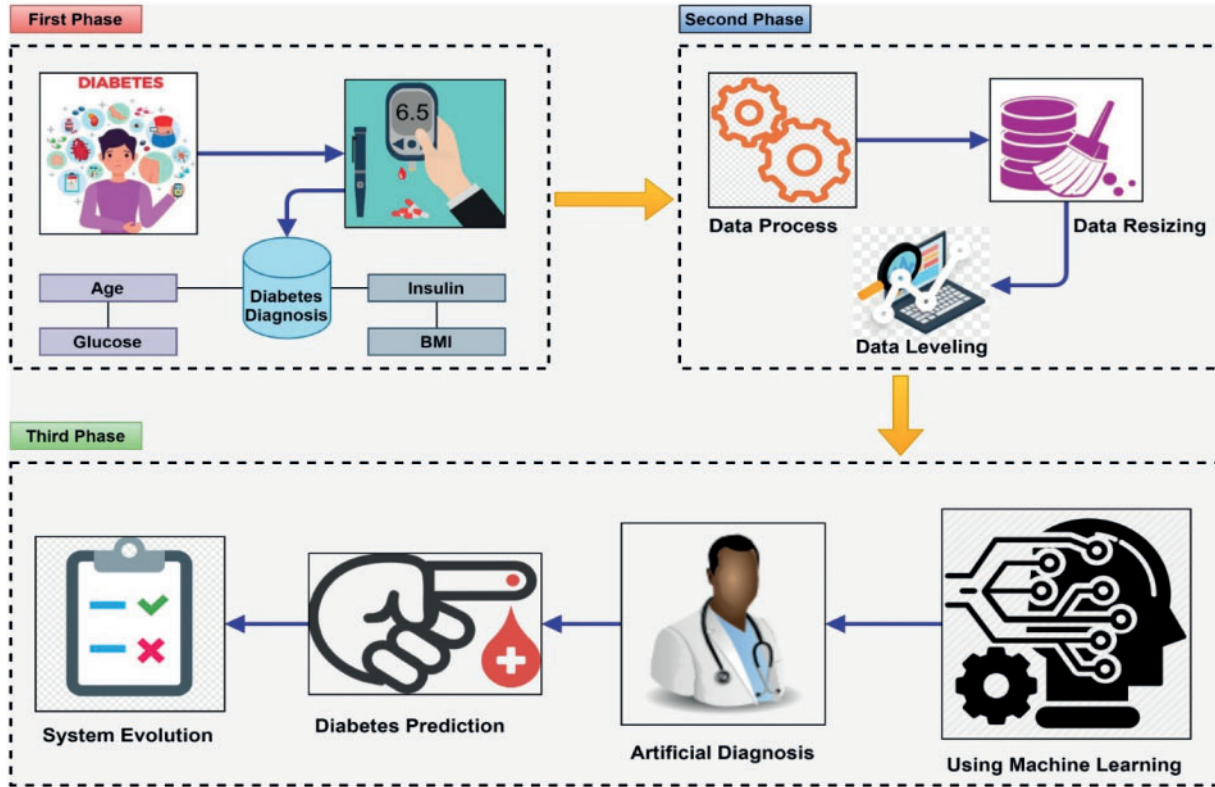 First Phase
DIABETES
6.5
Diabetes
Diagnosis
Age
Glucose
Insulin
BMI
Second Phase
Data Process
Data Resizing
Data Leveling
Third Phase
System Evolution
Diabetes Prediction
Artificial Diagnosis
Using Machine Learning